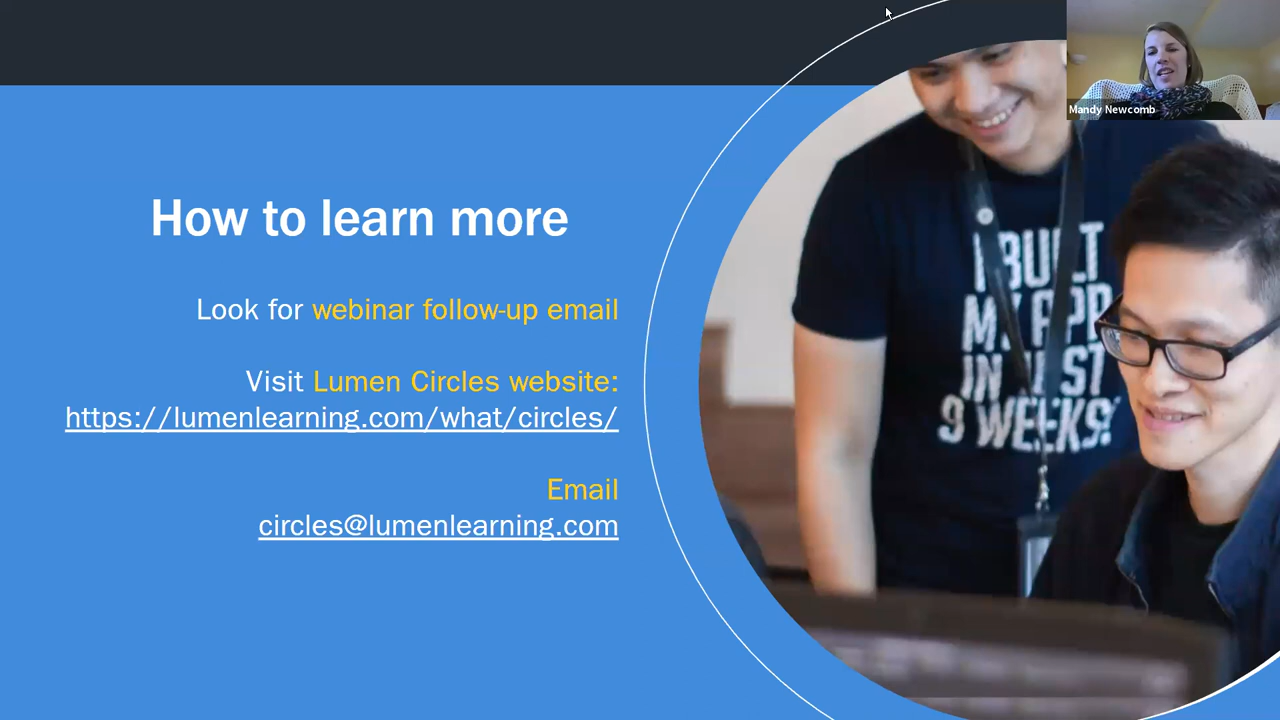 Mandy Newcomb
How to learn more
Look for webinar follow-up email
Visit Lumen Circles website:
https://lumenlearning.com/what/circles/
Email
circles@lumenlearning.com
I BUILT
MY APP
IN JUST
9 WEEKS!